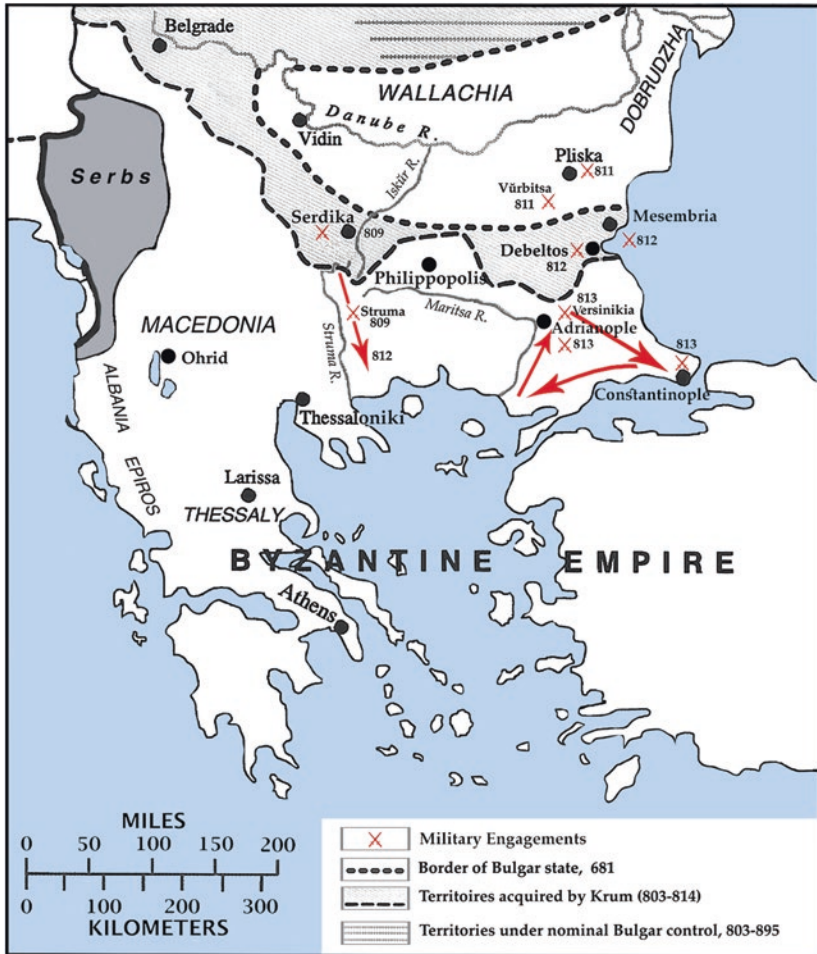 Belgrade
WALLACHIA
DOBRUDZHA
Danube R.
Vidin
Serbs
Iskŭr R.
Pliska
811
Vŭrbitsa
811
Serdika
809
Mesembria
812
Debeltos
812
Philippopolis
Maritsa R.
813
Versinikia
Struma
809
Adrianople
813
813
Constantinople
MACEDONIA
Ohrid
Struma R.
812
Thessaloniki
ALBANIA
EPIROS
Larissa
THESSALY
BYZANTINE EMPIRE
Athens
MILES
0 50 100 150 200
0 100 200 300
KILOMETERS
Military Engagements
Border of Bulgar state, 681
Territoires acquired by Krum (803-814)
Territories under nominal Bulgar control, 803-895